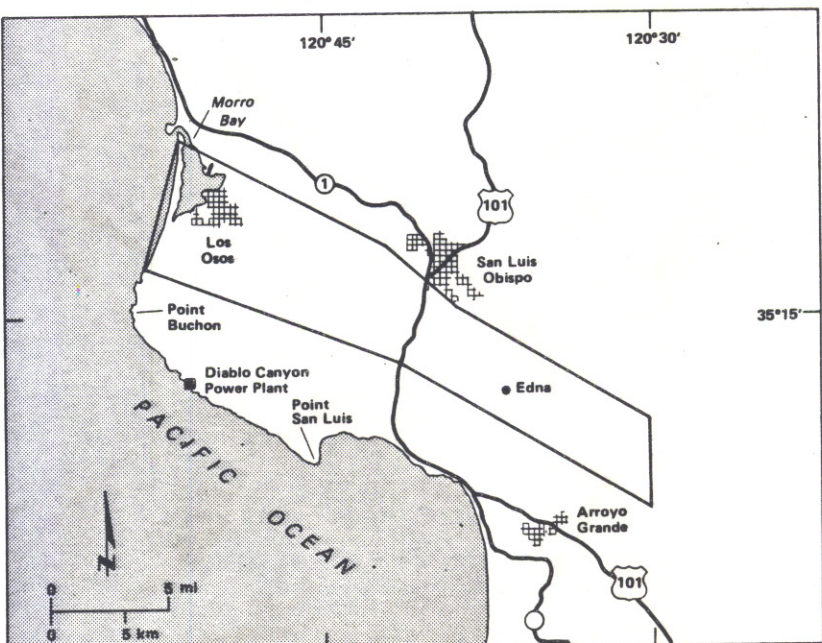 120°45'
120°30'
Morro
Bay
1
101
Los
Osos
San Luis
Obispo
Point
Buchon
35°15'
Diablo Canyon
Power Plant
Edna
Point
San Luis
PACIFIC OCEAN
Arroyo
Grande
N
101
0 5 mi
0 5 km